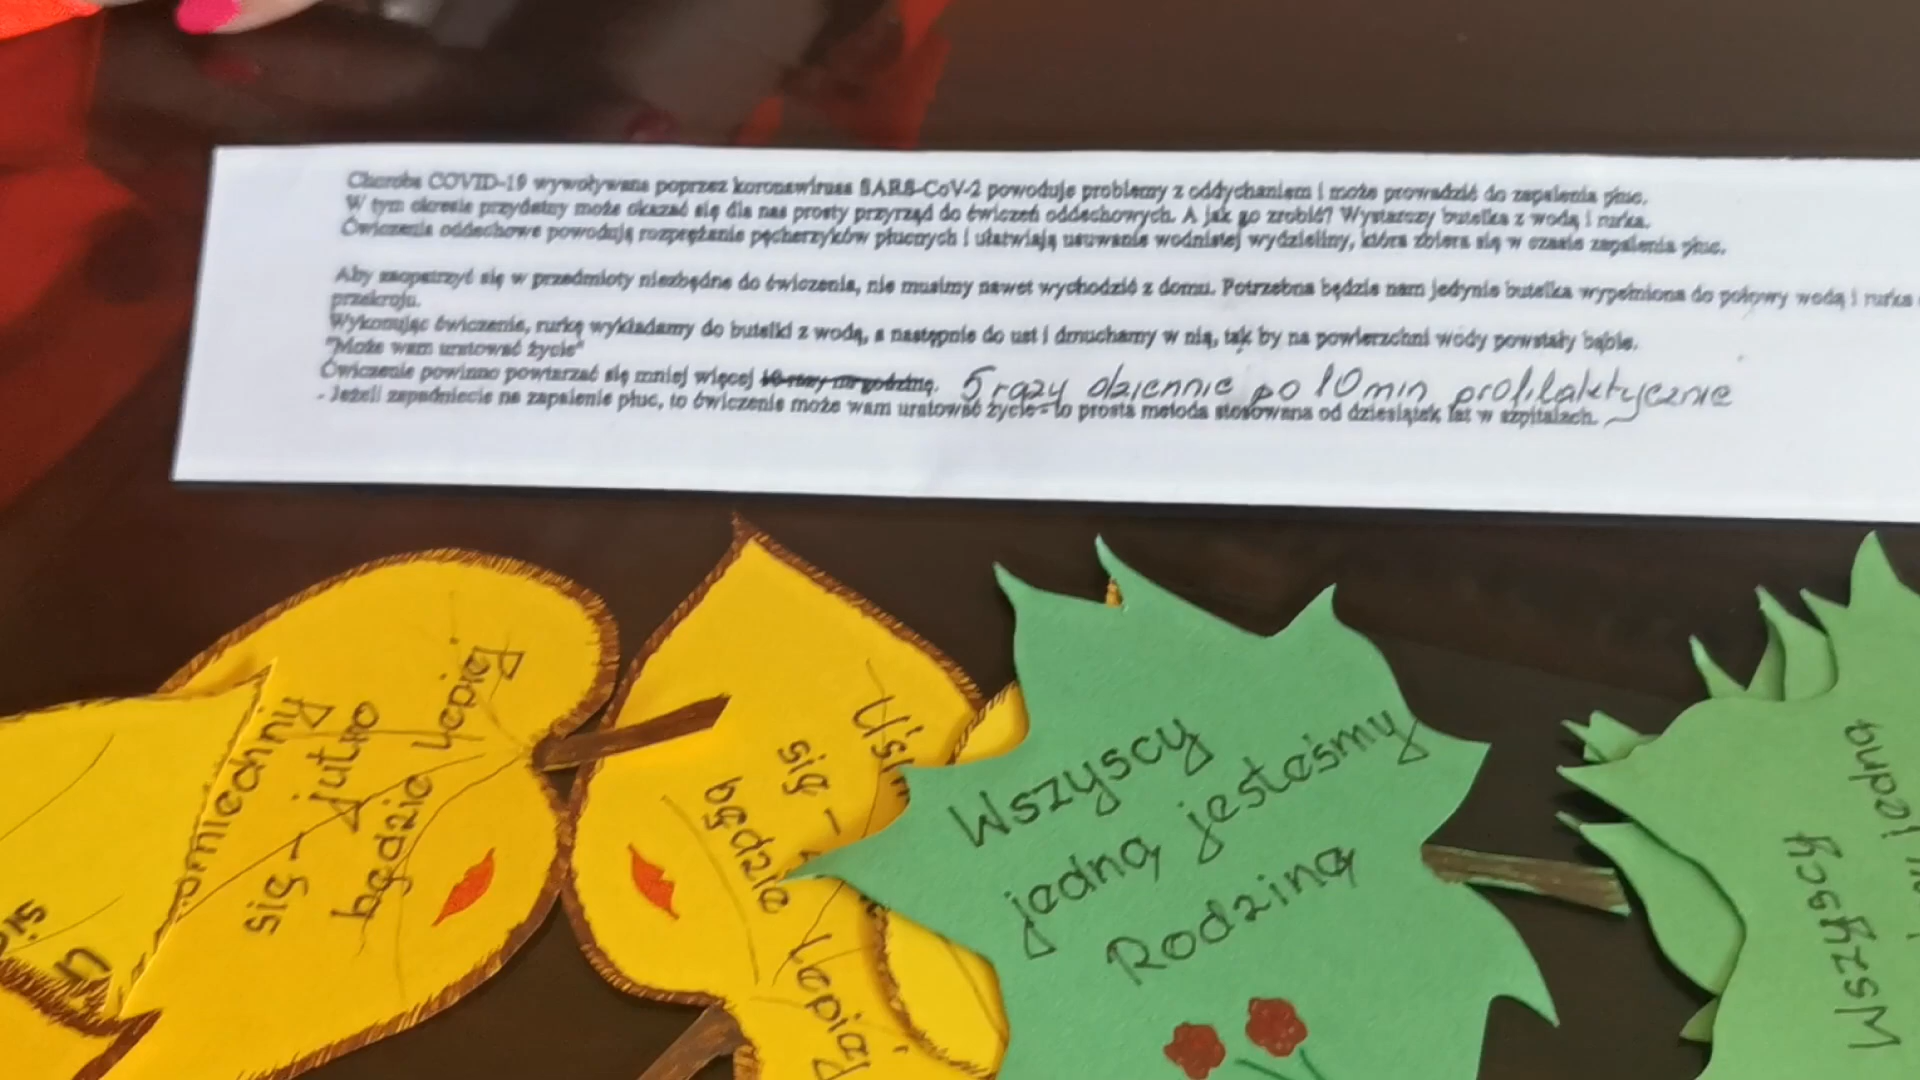 Choroba COVID-19 wywoływana poprzez koronawirusa SARS-CoV-2 powoduje problemy z oddychaniem i może prowadzić do zapalenia płuc.
W tym okresie przydatny może okazać się dla nas prosty przyrząd do ćwiczeń oddechowych. A jak go zrobić? Wystarczy butelka z wodą i rurka.
Ćwiczenia oddechowe powodują rozprężanie pęcherzyków płucnych i ułatwiają usuwanie wodnistej wydzieliny, która zbiera się w czasie zapalenia płuc.
Aby zaopatrzyć się w przedmioty niezbędne do ćwiczenia, nie musimy nawet wychodzić z domu. Potrzebna będzie nam jedynie butelka wypełniona do połowy wodą i rurka
przekroju.
Wykonując ćwiczenie, rurkę wykładamy do butelki z wodą, a następnie do ust i dmuchamy w nią, tak by na powierzchni wody powstały bąble.
"Może wam uratować życie"
Ćwiczenie powinno powtarzać się mniej więcej 10 razy na godzinę. 5 razy dziennie po 10 min profilaktycznie
- Jeżeli zapadniecie na zapalenie płuc, to ćwiczenie może wam uratować życie - to prosta metoda stosowana od dziesiątek lat w szpitalach.
uśmiechnij
się - jutro
będzie lepiej.
Uśm
się -
będzie
lepiej
Wszyscy
jedną jesteśmy
Rodziną
Wszyscy
jedną